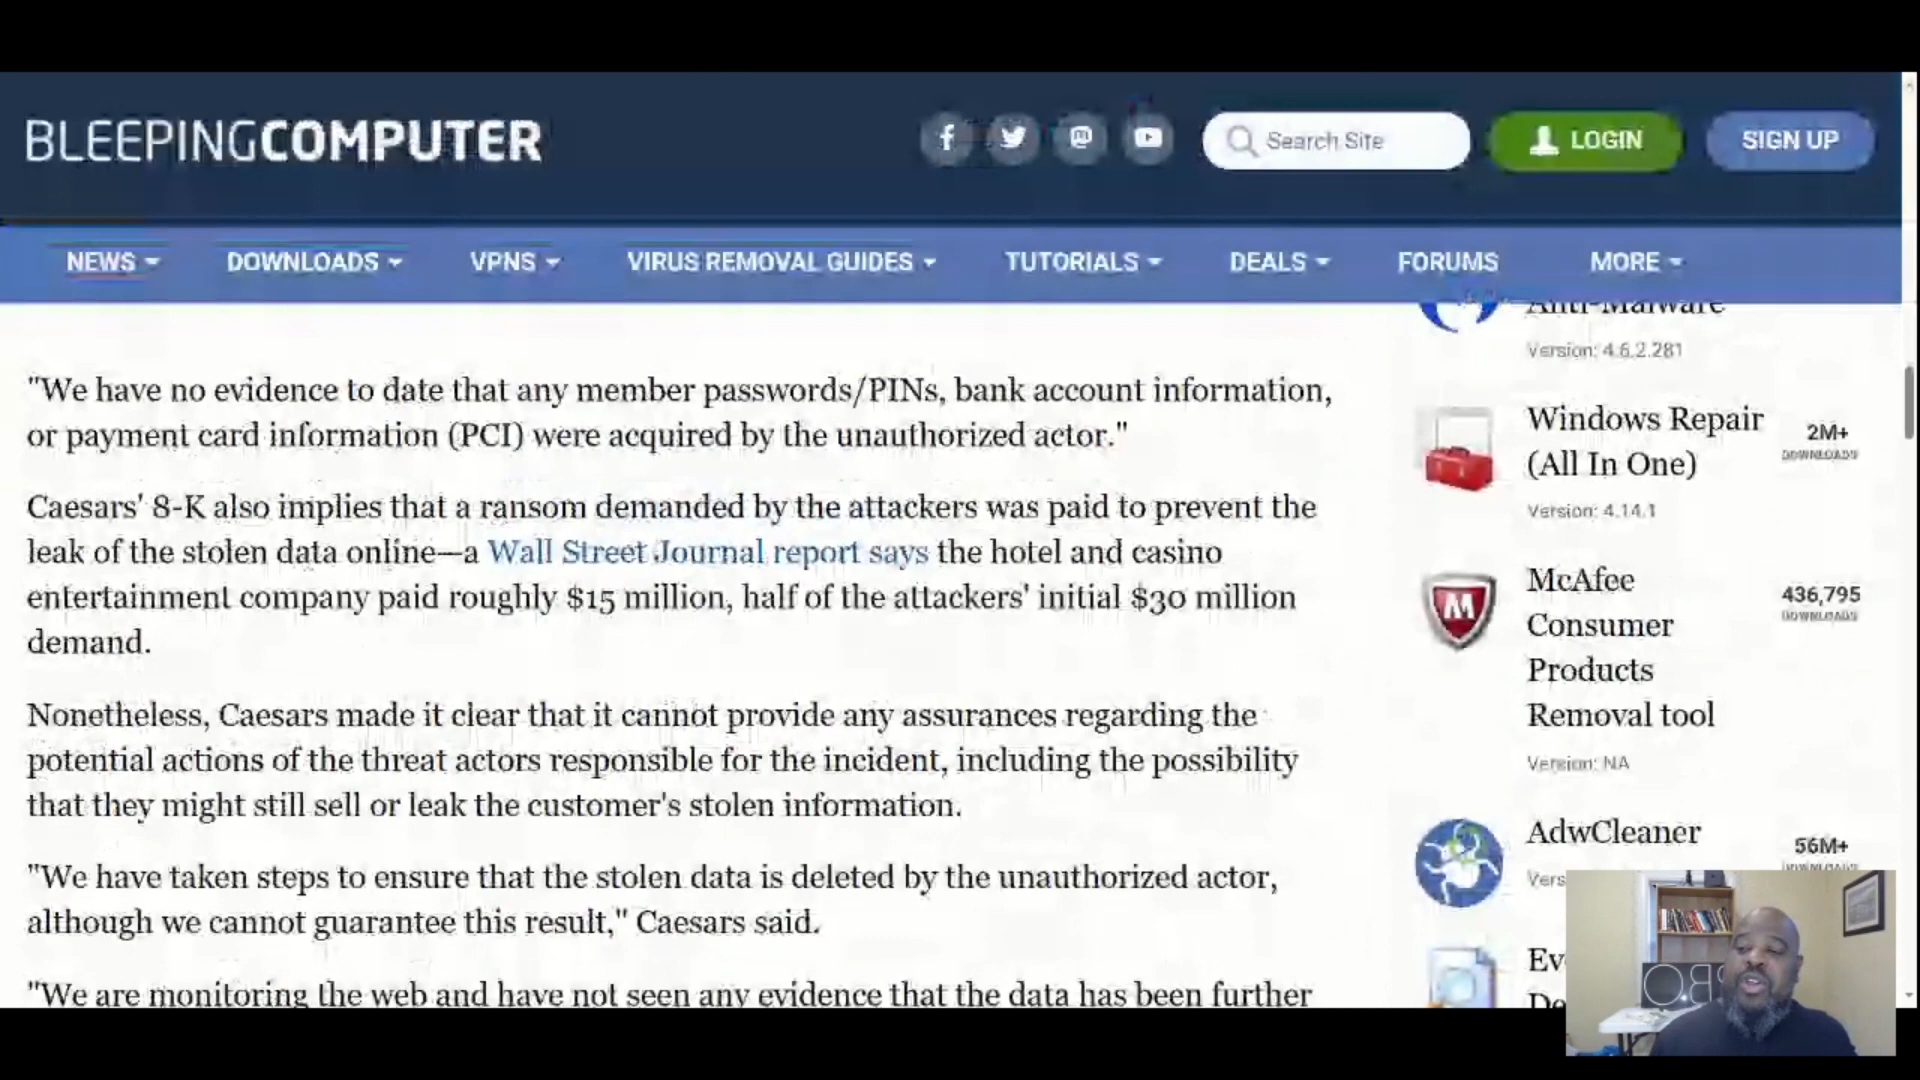 BLEEPINGCOMPUTER
Search Site
LOGIN
SIGN UP
NEWS
DOWNLOADS
VPNS
VIRUS REMOVAL GUIDES
TUTORIALS
DEALS
FORUMS
MORE
"We have no evidence to date that any member passwords/PINs, bank account information,
or payment card information (PCI) were acquired by the unauthorized actor."
Caesars' 8-K also implies that a ransom demanded by the attackers was paid to prevent the
leak of the stolen data online—a Wall Street Journal report says the hotel and casino
entertainment company paid roughly $15 million, half of the attackers' initial $30 million
demand.
Nonetheless, Caesars made it clear that it cannot provide any assurances regarding the
potential actions of the threat actors responsible for the incident, including the possibility
that they might still sell or leak the customer's stolen information.
"We have taken steps to ensure that the stolen data is deleted by the unauthorized actor,
although we cannot guarantee this result," Caesars said.
"We are monitoring the web and have not seen any evidence that the data has been further
Anti-Malware
Version: 4.6.2.281
Windows Repair
(All In One)
Version: 4.14.1
2M+
DOWNLOADS
McAfee
Consumer
Products
Removal tool
Version: NA
436,795
DOWNLOADS
AdwCleaner
56M+
DOWNLOADS